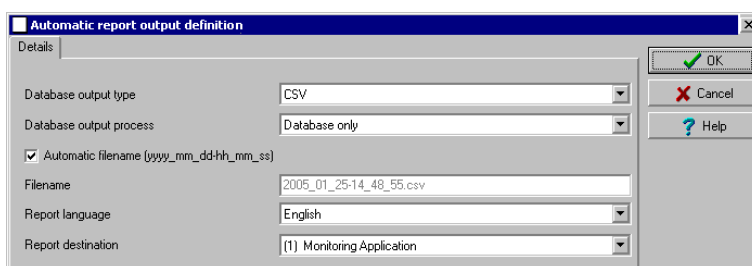 Automatic report output definition
Details
OK
Database output type CSV
Cancel
Database output process Database only
Help
Automatic filename (yyyy_mm_dd-hh_mm_ss)
Filename 2005_01_25-14_48_55.csv
Report language English
Report destination (1) Monitoring Application